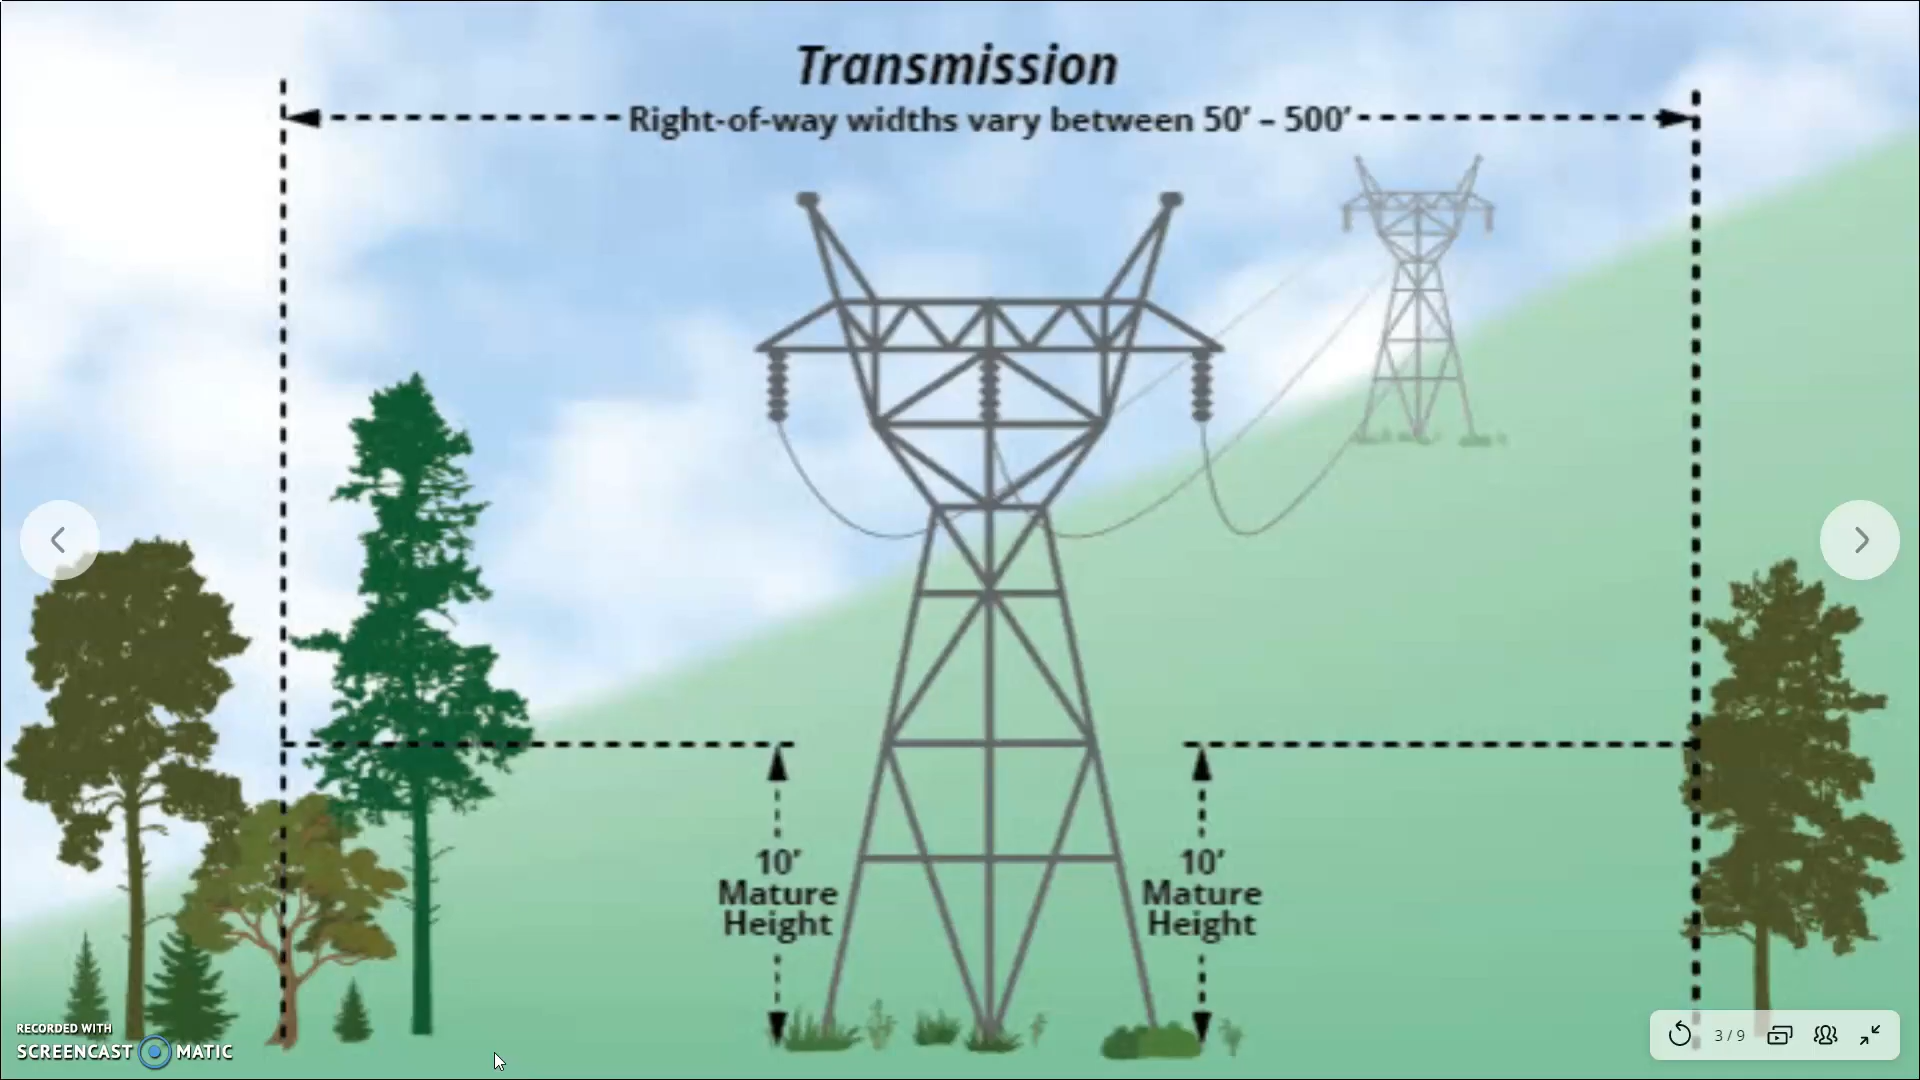 Transmission
Right-of-way widths vary between 50' – 500'
10'
Mature
Height
10'
Mature
Height
RECORDED WITH
SCREENCAST MATIC
3 / 9